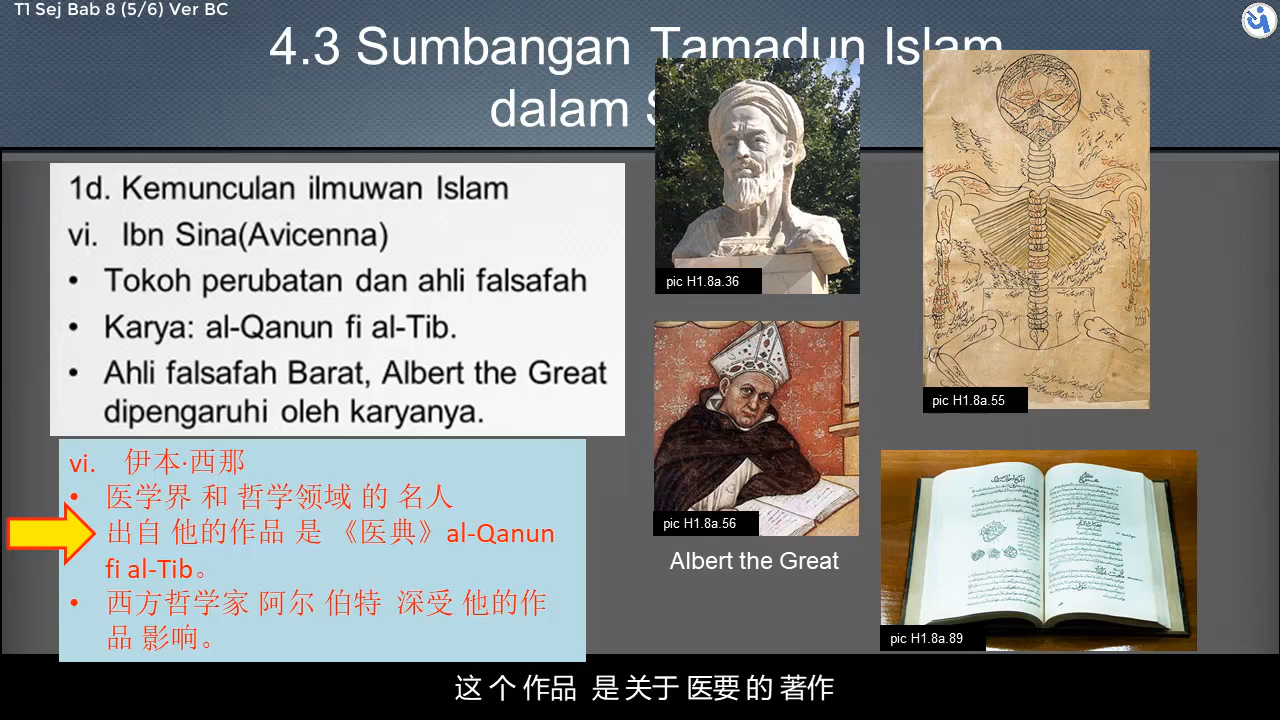 T1 Sej Bab 8 (5/6) Ver BC
4.3 Sumbangan Tamadun Islam
dalam S
1d. Kemunculan ilmuwan Islam
vi. Ibn Sina(Avicenna)
• Tokoh perubatan dan ahli falsafah
• Karya: al-Qanun fi al-Tib.
• Ahli falsafah Barat, Albert the Great
dipengaruhi oleh karyanya.
vi. 伊本·西那
• 医学界 和 哲学领域 的 名人
出自 他的作品 是 《医典》al-Qanun
fi al-Tib。
• 西方哲学家 阿尔 伯特 深受 他的作
品 影响。
pic H1.8a.36
pic H1.8a.56
Albert the Great
pic H1.8a.55
pic H1.8a.89
这 个 作品 是 关于 医要 的 著作